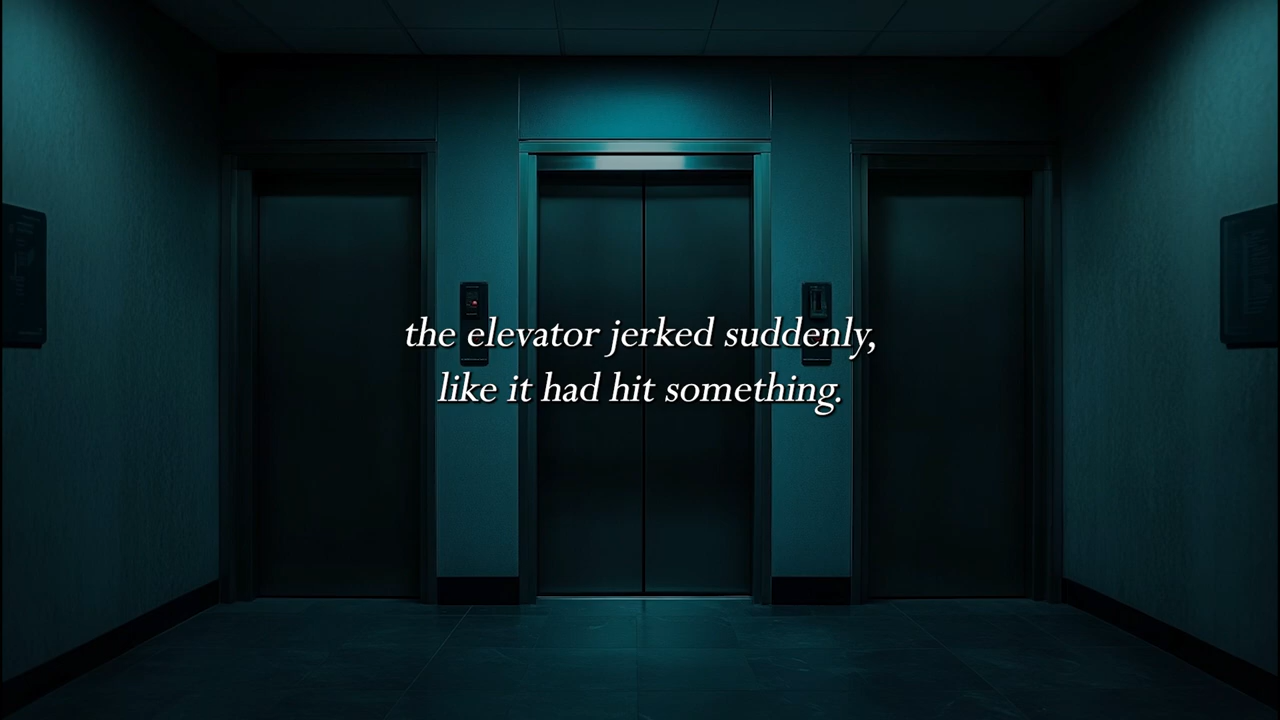 the elevator jerked suddenly,
like it had hit something.